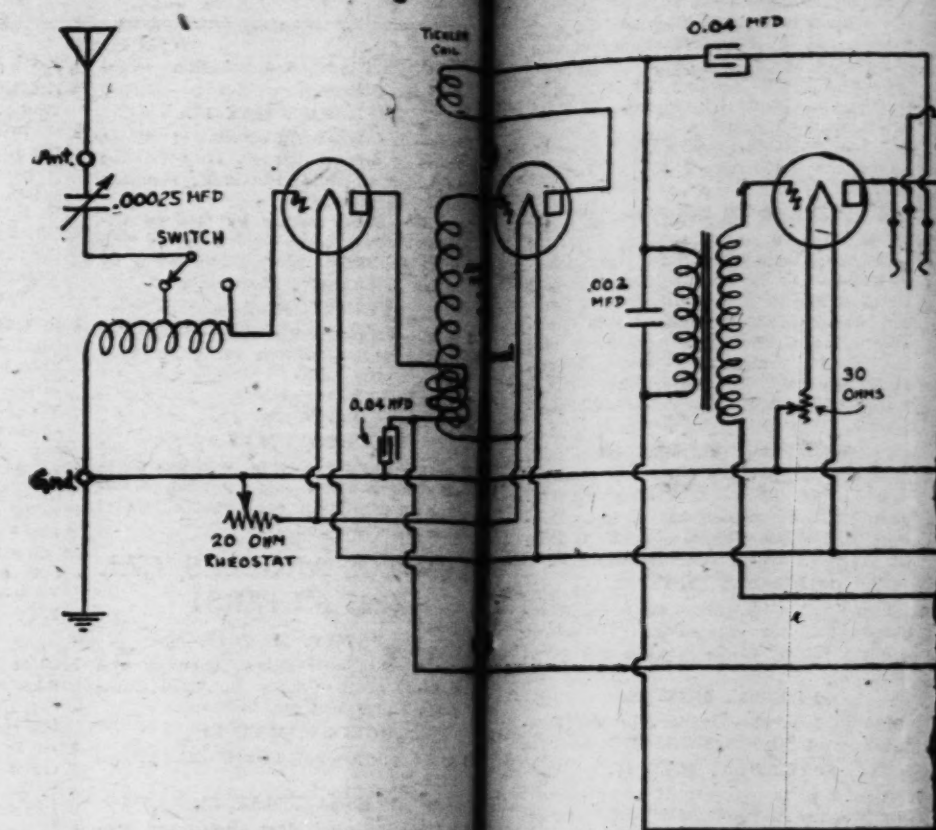 TICKLER
COIL
0.04 MFD
Ant.
.00025 MFD
SWITCH
.002
MFD
30
OHMS
0.04 MFD
Gnd
20 OHM
RHEOSTAT